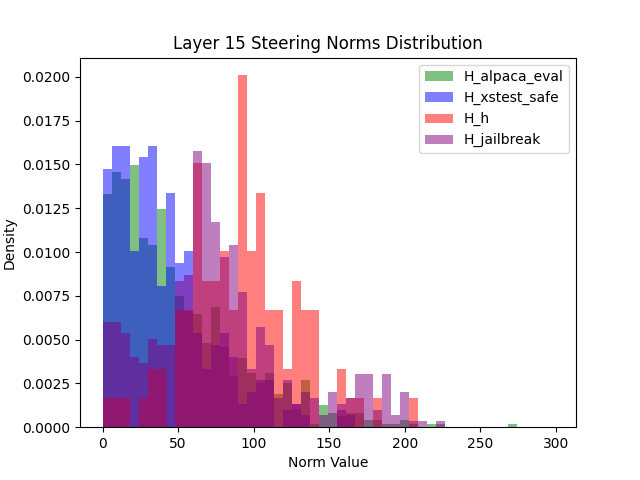 Layer 15 Steering Norms Distribution
H_alpaca_eval
H_xstest_safe
H_h
H_jailbreak
Density
0.0200
0.0175
0.0150
0.0125
0.0100
0.0075
0.0050
0.0025
0.0000
0 50 100 150 200 250 300
Norm Value